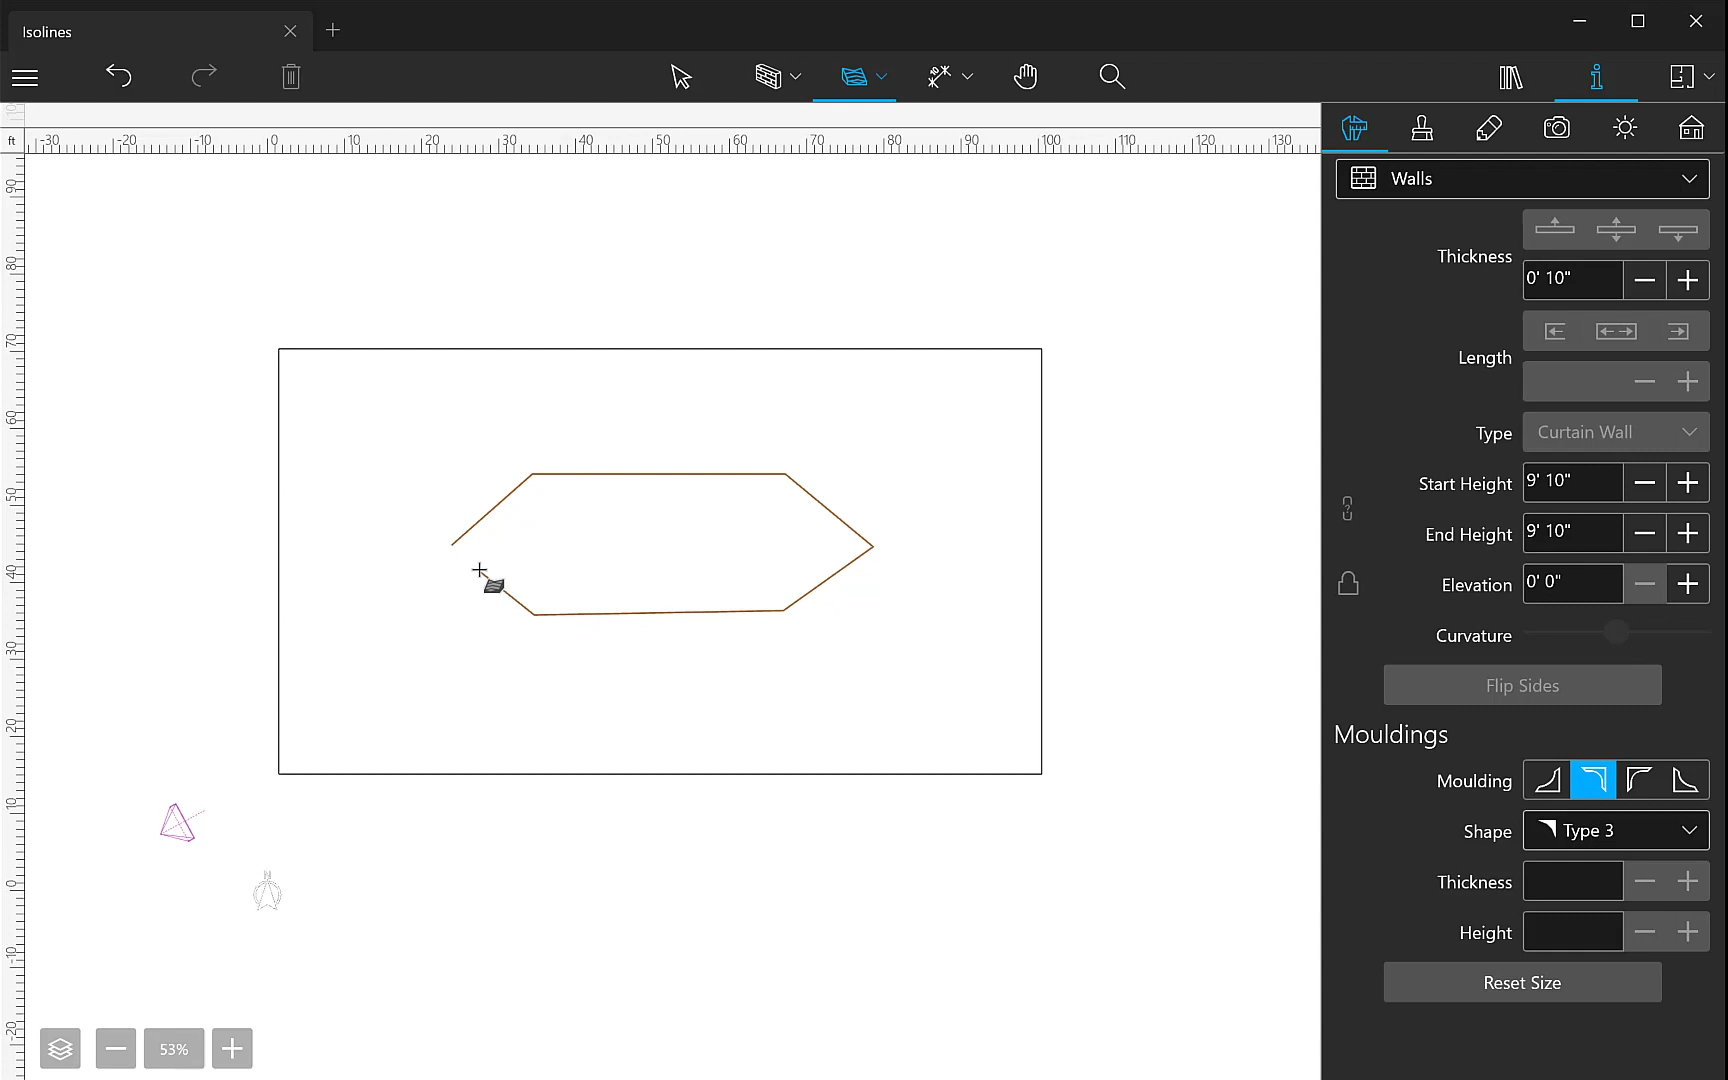 Isolines
ft
-30 -20 -10 0 10 20 30 40 50 60 70 80 90 100 110 120 130
90
80
70
60
50
40
30
20
10
0
-10
-20
N
53%
Walls
Thickness
0' 10"
Length
Type
Curtain Wall
Start Height
9' 10"
End Height
9' 10"
Elevation
0' 0"
Curvature
Flip Sides
Mouldings
Moulding
Shape
Type 3
Thickness
Height
Reset Size